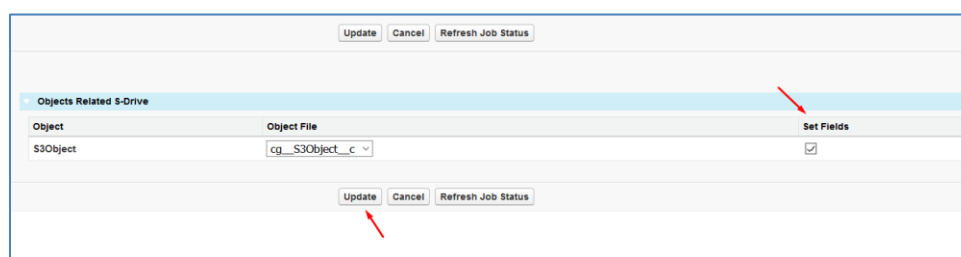 Update Cancel Refresh Job Status
Objects Related S-Drive
Object Object File Set Fields
S3Object cg__S3Object__c
Update Cancel Refresh Job Status